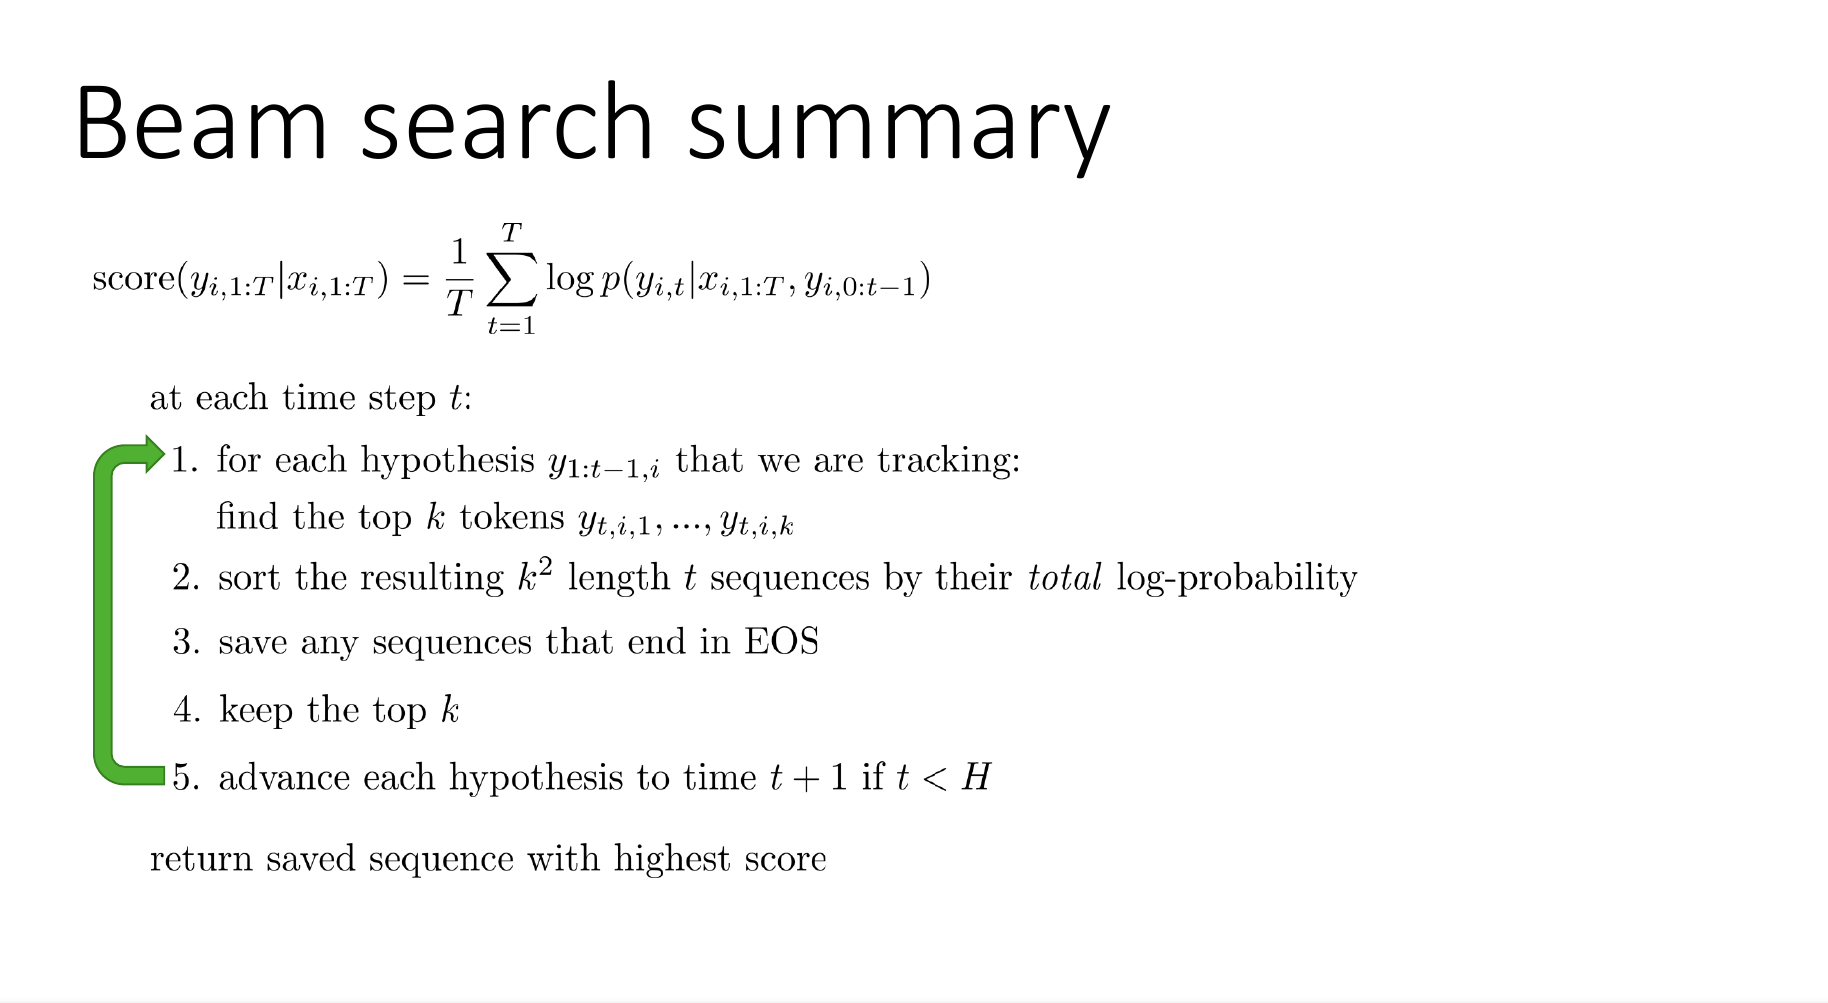 Beam search summary
score(y_{i,1:T}|x_{i,1:T}) = \frac{1}{T} \sum_{t=1}^{T} \log p(y_{i,t}|x_{i,1:T}, y_{i,0:t-1})
at each time step t:
1. for each hypothesis y_{1:t-1,i} that we are tracking:
find the top k tokens y_{t,i,1}, ..., y_{t,i,k}
2. sort the resulting k^2 length t sequences by their total log-probability
3. save any sequences that end in EOS
4. keep the top k
5. advance each hypothesis to time t + 1 if t < H
return saved sequence with highest score